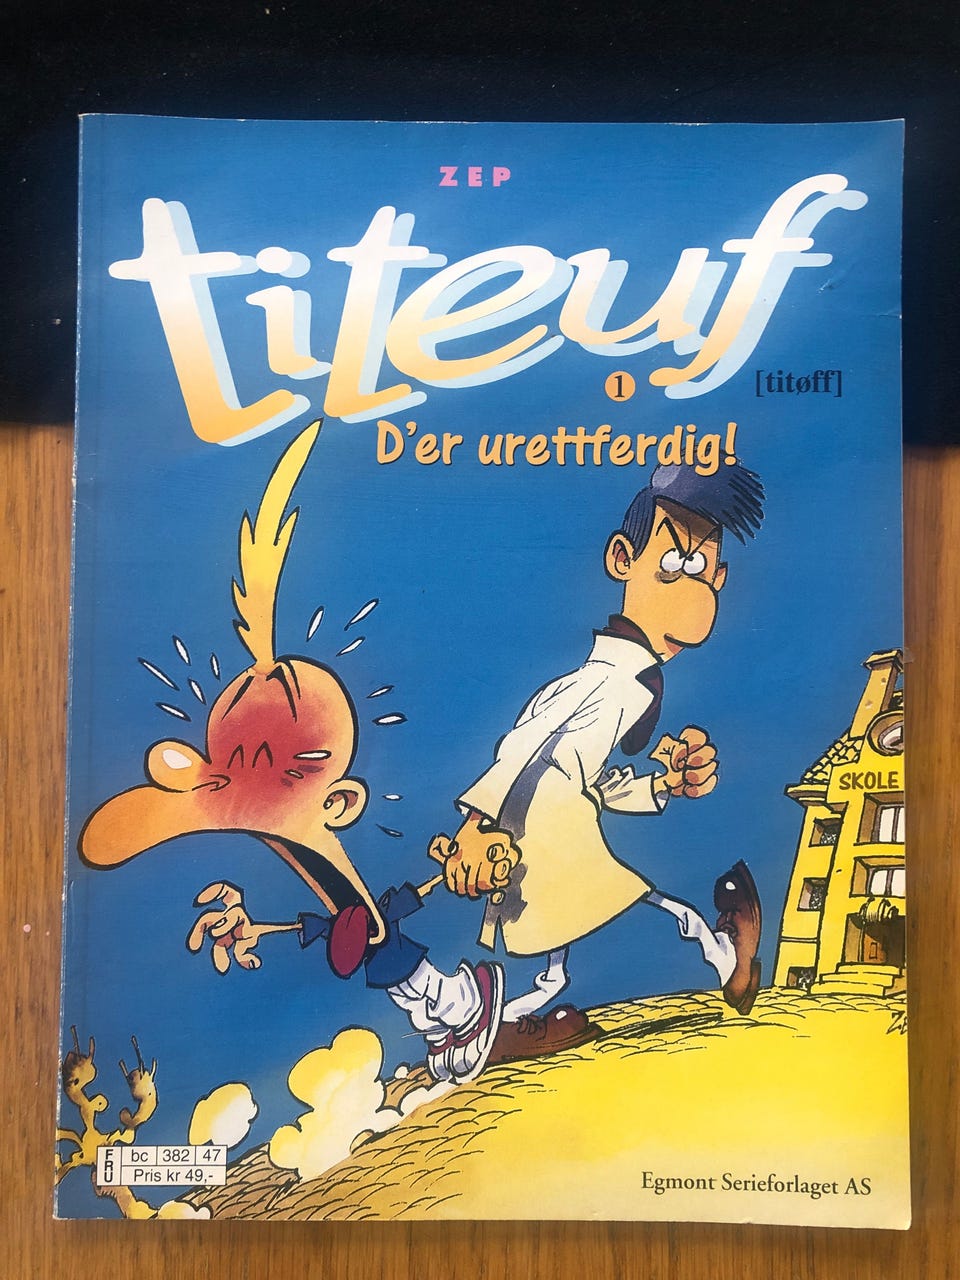 ZEP
titeuf
1
[titøff]
D'er urettferdig!
SKOLE
FRU
bc 382 47
Pris kr 49,-
Egmont Serieforlaget AS